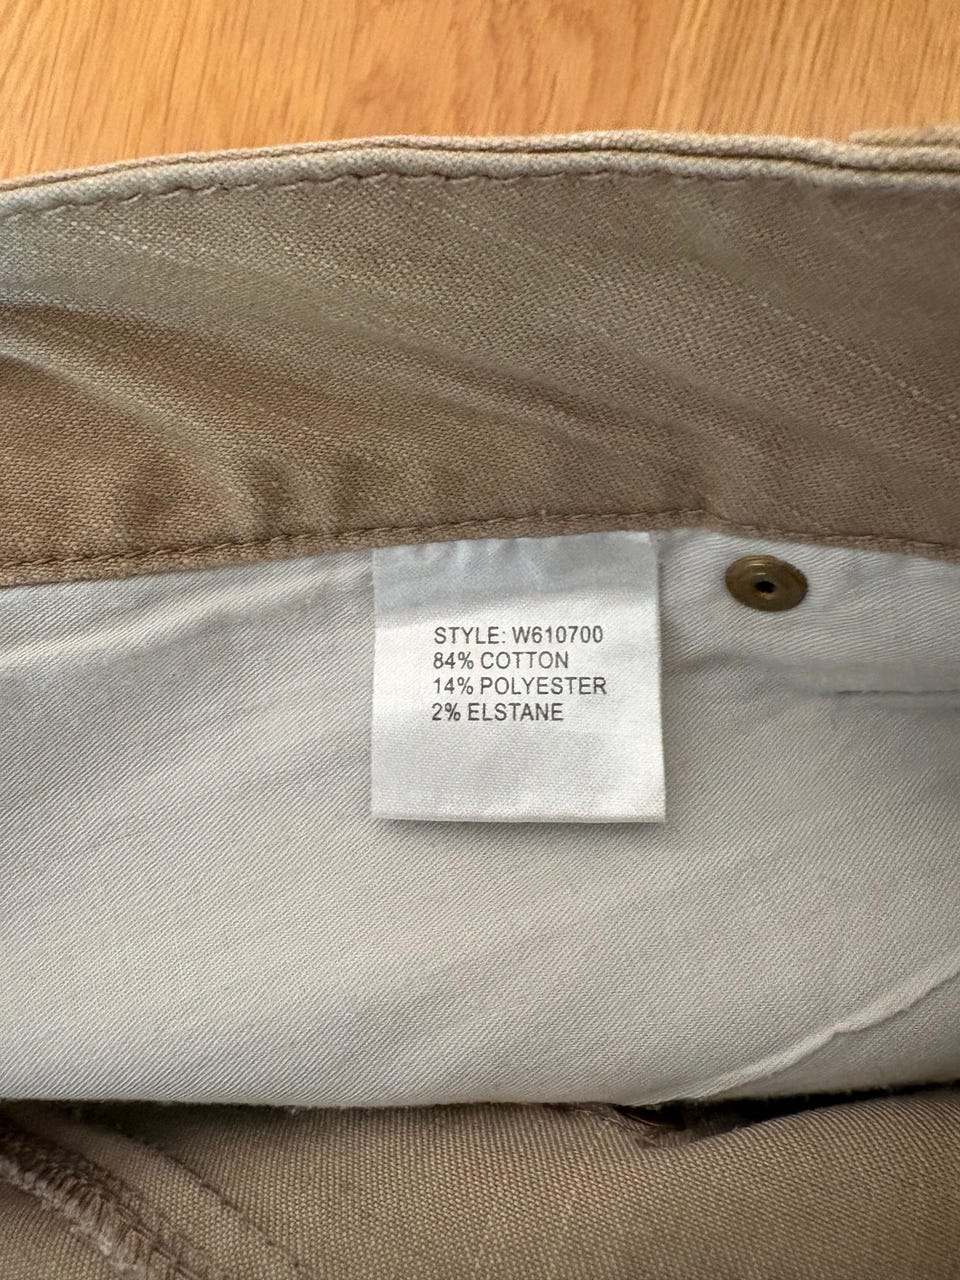 STYLE: W610700
84% COTTON
14% POLYESTER
2% ELSTANE